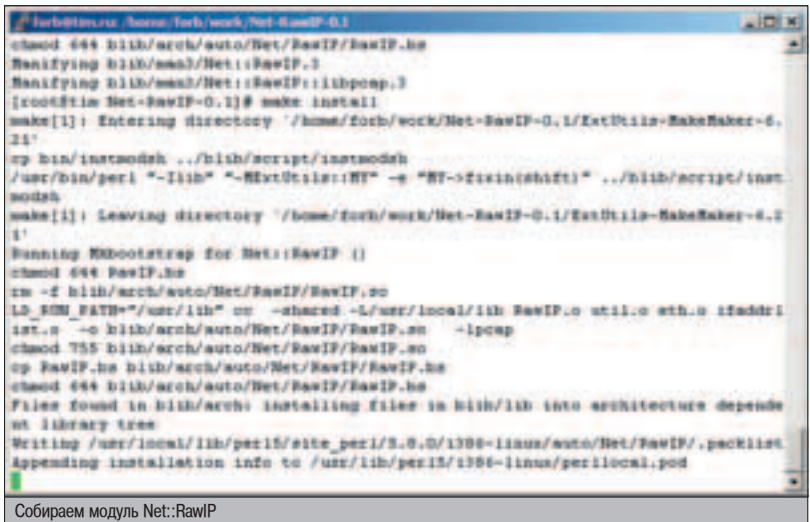 forb@tim.ru: /home/forb/work/Net-RawIP-0.1
chmod 644 blib/arch/auto/Net/RawIP/RawIP.bs
Manifying blib/man3/Net::RawIP.3
Manifying blib/man3/Net::RawIP::libpcap.3
[root@tim Net-RawIP-0.1]# make install
make[1]: Entering directory `/home/forb/work/Net-RawIP-0.1/ExtUtils-MakeMaker-6.
21'
cp bin/instmodsh ../blib/script/instmodsh
/usr/bin/perl "-Ilib" "-MExtUtils::MY" -e "MY->fixin(shift)" ../blib/script/inst
modsh
make[1]: Leaving directory `/home/forb/work/Net-RawIP-0.1/ExtUtils-MakeMaker-6.2
1'
Running Mkbootstrap for Net::RawIP ()
chmod 644 RawIP.bs
rm -f blib/arch/auto/Net/RawIP/RawIP.so
LD_RUN_PATH="/usr/lib" cc  -shared -L/usr/local/lib RawIP.o util.o eth.o ifaddrl
ist.o  -o blib/arch/auto/Net/RawIP/RawIP.so   -lpcap
chmod 755 blib/arch/auto/Net/RawIP/RawIP.so
cp RawIP.bs blib/arch/auto/Net/RawIP/RawIP.bs
chmod 644 blib/arch/auto/Net/RawIP/RawIP.bs
Files found in blib/arch: installing files in blib/lib into architecture depende
nt library tree
Writing /usr/local/lib/perl5/site_perl/5.8.0/i386-linux/auto/Net/RawIP/.packlist
Appending installation info to /usr/lib/perl5/i386-linux/perllocal.pod
Собираем модуль Net::RawIP